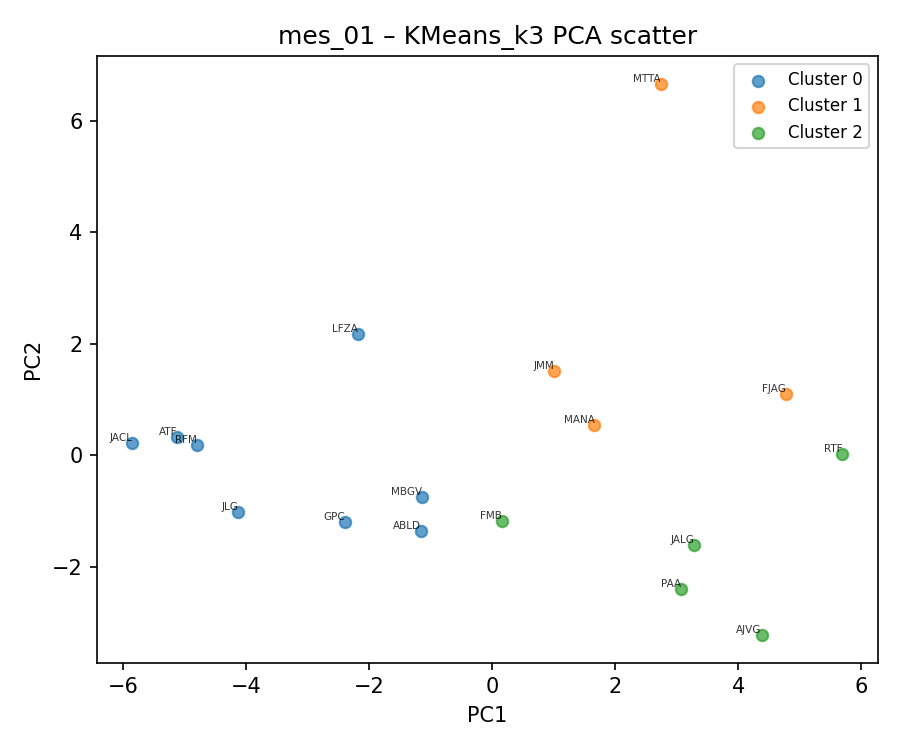 mes_01 – KMeans_k3 PCA scatter
MTTA
Cluster 0
Cluster 1
Cluster 2
6
4
2
0
−2
PC2
LFZA
JMM
FJAG
MANA
JACL
ATF
RFM
RTF
JLG
MBGV
GPC
ABLD
FMB
JALG
PAA
AJVG
−6
−4
−2
0
2
4
6
PC1